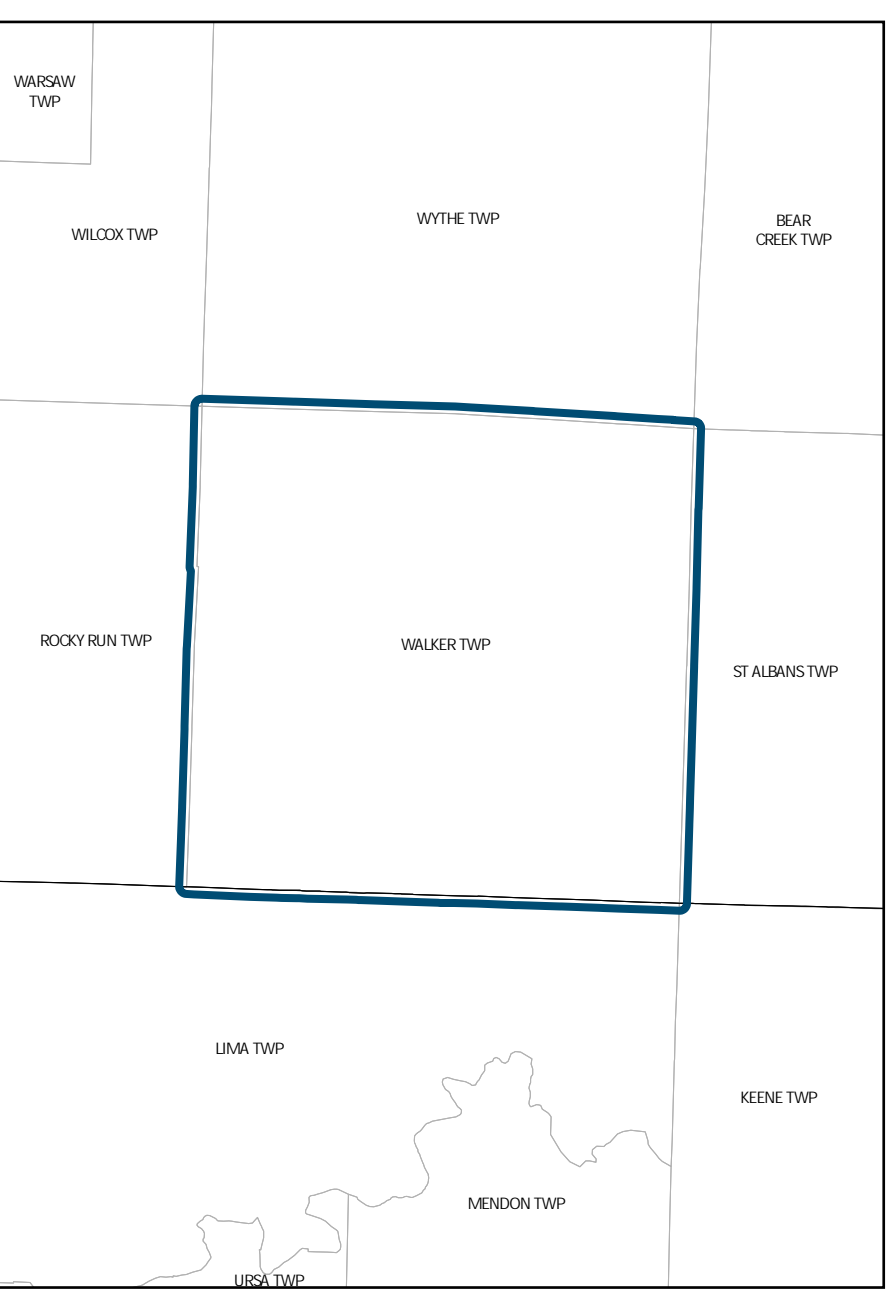 WARSAW
TWP
WYTHE TWP
BEAR
CREEK TWP
WILCOX TWP
ROCKY RUN TWP
WALKER TWP
ST ALBANS TWP
LIMA TWP
KEENE TWP
MENDON TWP
URSA TWP